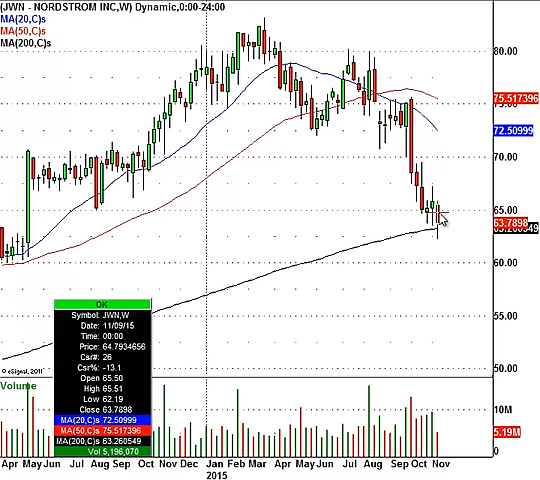 (JWN - NORDSTROM INC,W) Dynamic,0:00-24:00
MA(20,C)s
MA(50,C)s
MA(200,C)s
80.00
75.517396
72.50999
70.00
65.00
63.7898
60.00
55.00
50.00
OK
Symbol: JWN,W
Date: 11/09/15
Time: 00:00
Price: 64.7934656
Csr#: 26
Csr%: -13.1
Open 65.50
High 65.51
Low 62.19
Close 63.7898
MA(20,C)s 72.50999
MA(50,C)s 75.517396
MA(200,C)s 63.260549
Vol 5,196,070
© eSignal, 2011
Volume
10M
5.19M
0
Apr May Jun Jul Aug Sep Oct Nov Dec Jan Feb Mar Apr May Jun Jul Aug Sep Oct Nov
2015